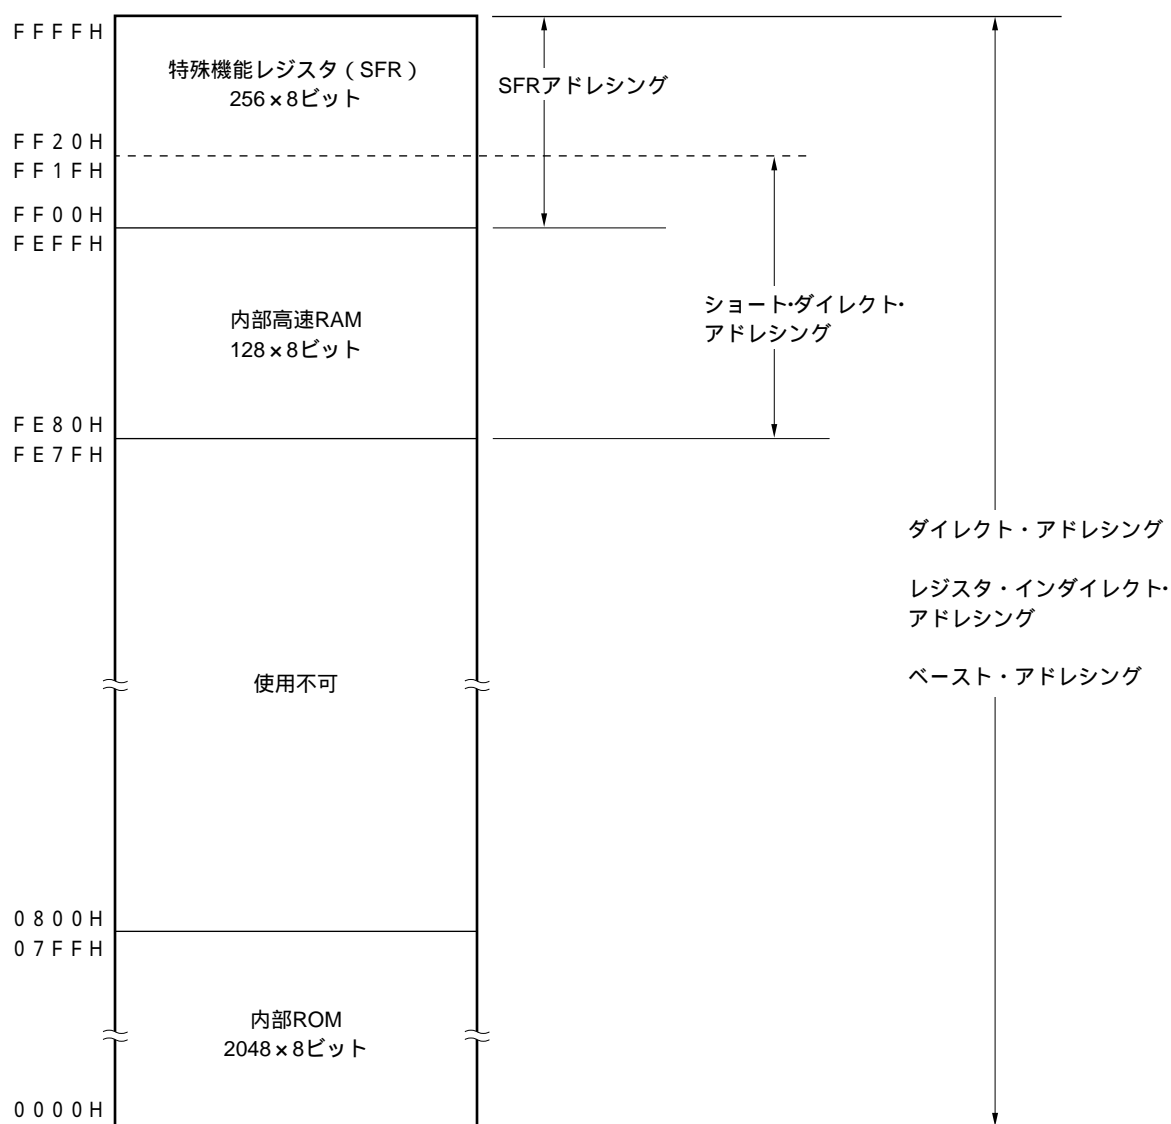 FFFFH
特殊機能レジスタ（SFR）
256×8ビット
SFRアドレシング
FF20H
FF1FH
FF00H
FEFFH
内部高速RAM
128×8ビット
ショート・ダイレクト・
アドレシング
FE80H
FE7FH
ダイレクト・アドレシング
レジスタ・インダイレクト・
アドレシング
ベースト・アドレシング
使用不可
0800H
07FFH
内部ROM
2048×8ビット
0000H